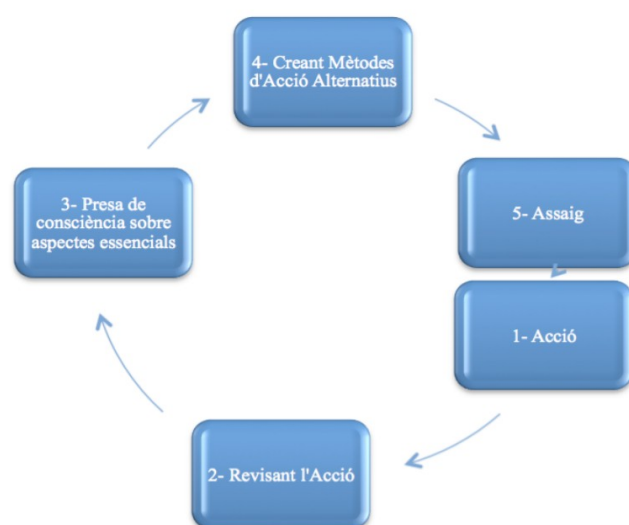 4- Creant Mètodes
d'Acció Alternatius
3- Presa de
consciència sobre
aspectes essencials
5- Assaig
1- Acció
2- Revisant l'Acció